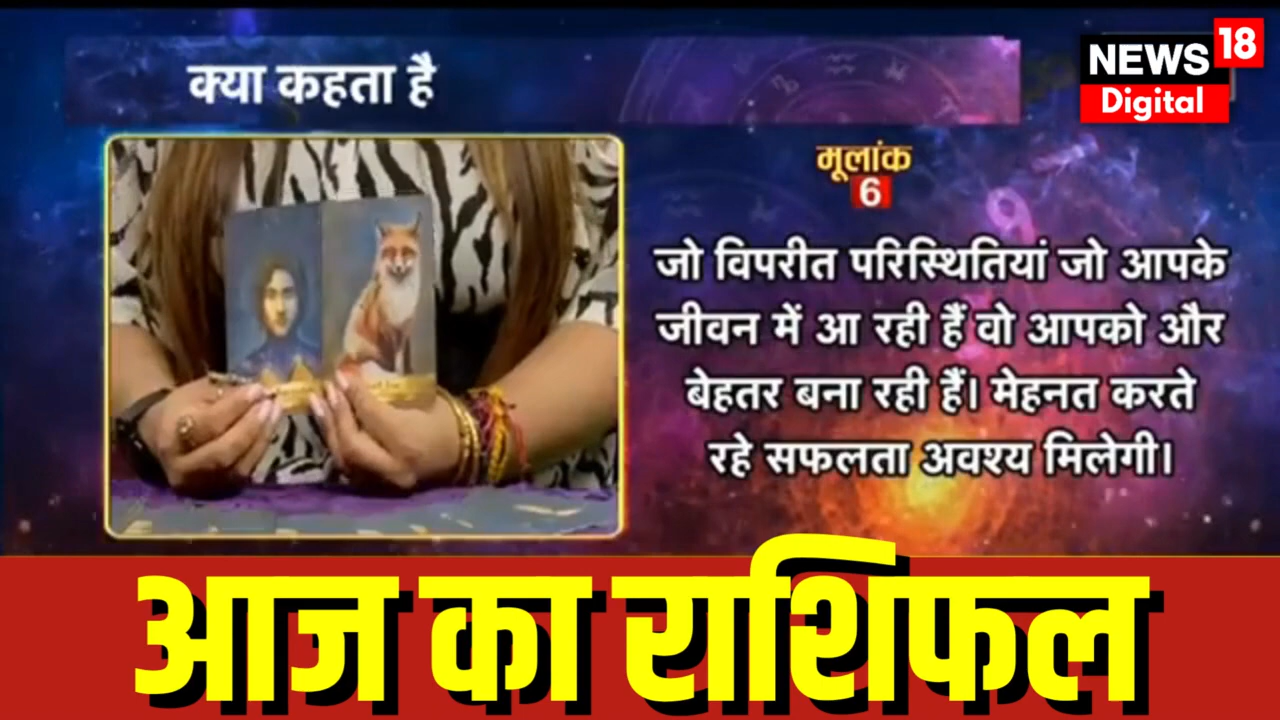 क्या कहता है
NEWS 18
Digital
मूलांक
6
जो विपरीत परिस्थितियां जो आपके
जीवन में आ रही हैं वो आपको और
बेहतर बना रही हैं। मेहनत करते
रहे सफलता अवश्य मिलेगी।
आज का राशिफल